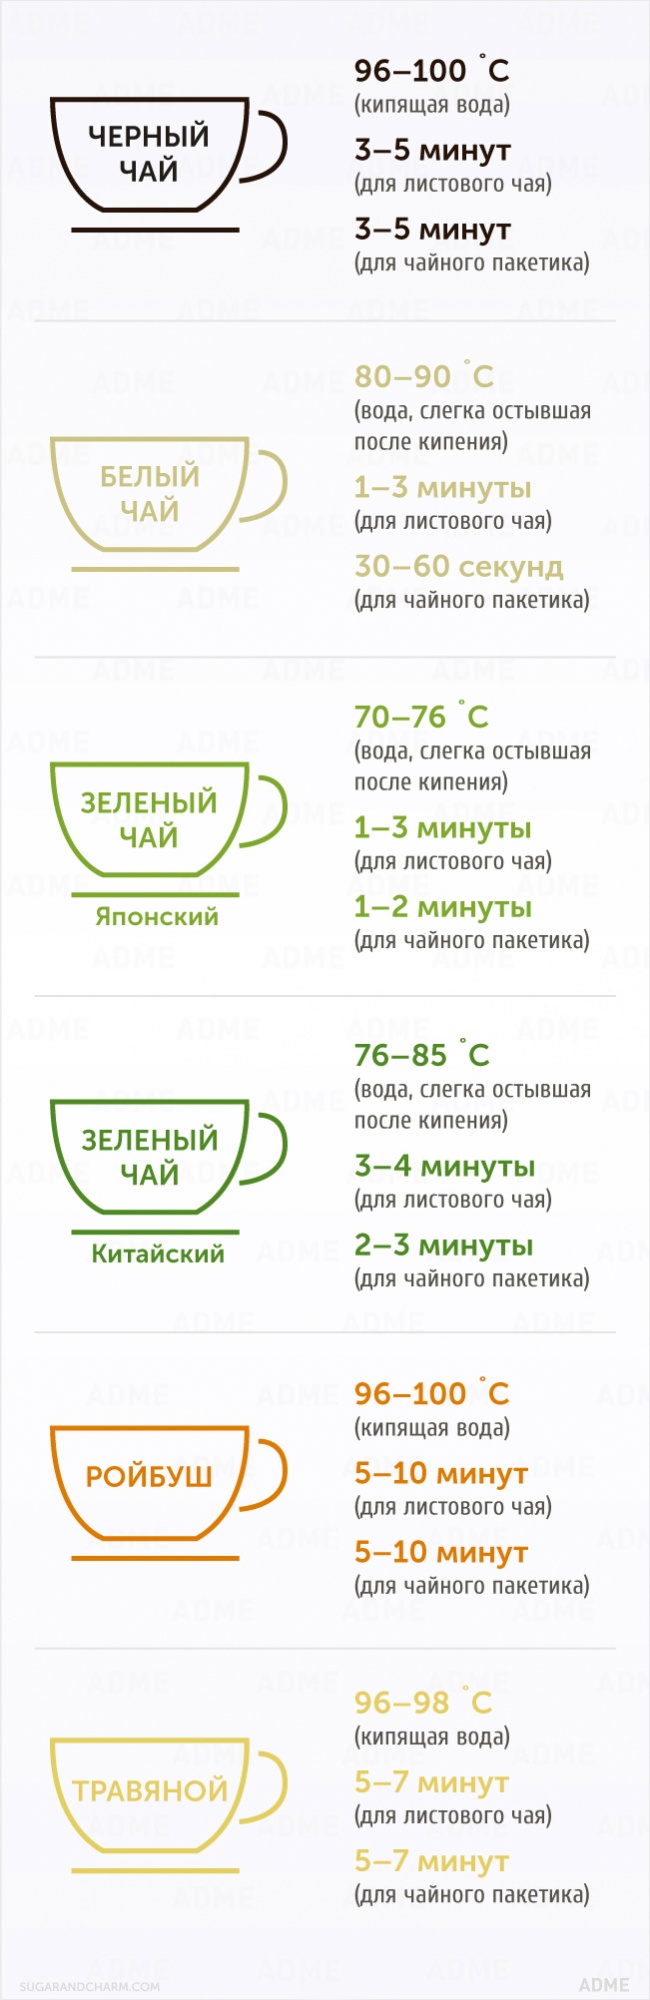 ЧЕРНЫЙ
ЧАЙ
96–100 °C
(кипящая вода)
3–5 минут
(для листового чая)
3–5 минут
(для чайного пакетика)
БЕЛЫЙ
ЧАЙ
80–90 °C
(вода, слегка остывшая
после кипения)
1–3 минуты
(для листового чая)
30–60 секунд
(для чайного пакетика)
ЗЕЛЕНЫЙ
ЧАЙ
Японский
70–76 °C
(вода, слегка остывшая
после кипения)
1–3 минуты
(для листового чая)
1–2 минуты
(для чайного пакетика)
ЗЕЛЕНЫЙ
ЧАЙ
Китайский
76–85 °C
(вода, слегка остывшая
после кипения)
3–4 минуты
(для листового чая)
2–3 минуты
(для чайного пакетика)
РОЙБУШ
96–100 °C
(кипящая вода)
5–10 минут
(для листового чая)
5–10 минут
(для чайного пакетика)
ТРАВЯНОЙ
96–98 °C
(кипящая вода)
5–7 минут
(для листового чая)
5–7 минут
(для чайного пакетика)
SUGARANDCHARM.COM
ADME